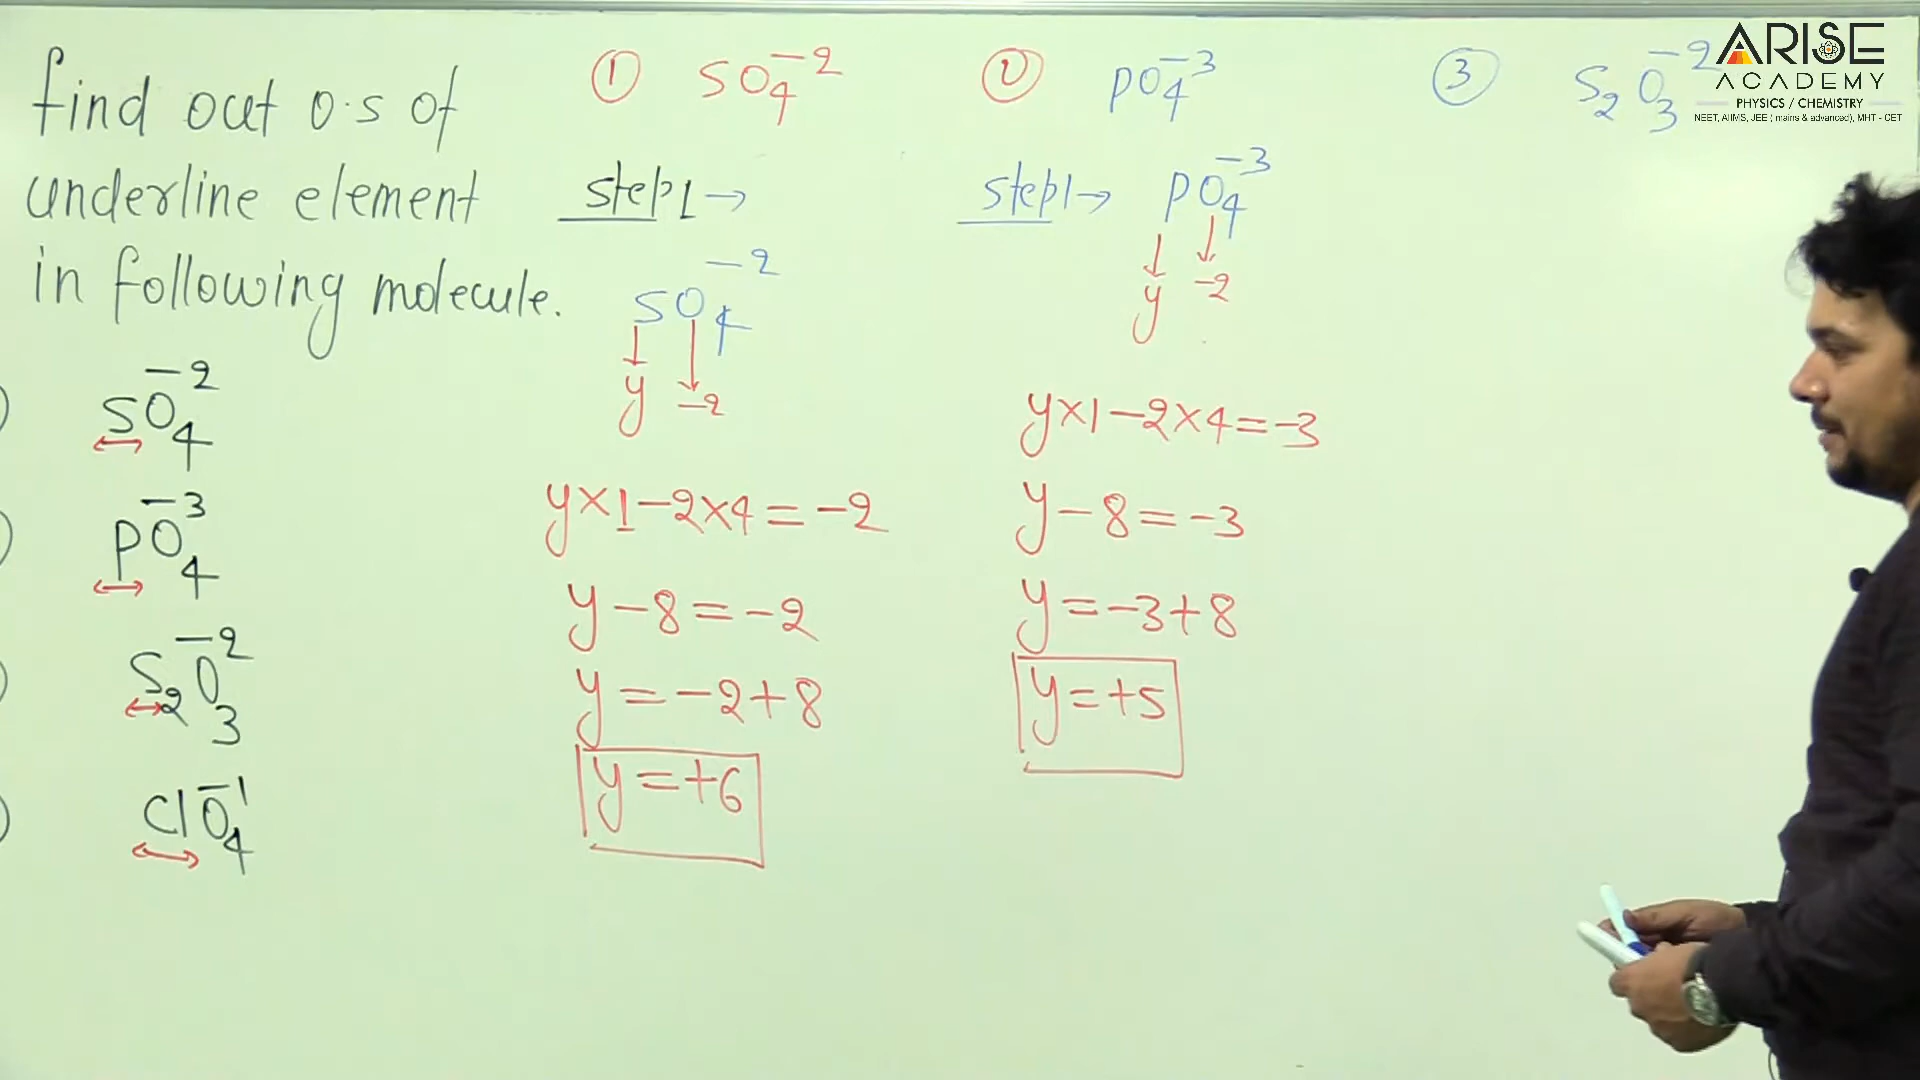 find out o.s of
underline element
in following molecule.
SO₄⁻²
PO₄⁻³
S₂O₃⁻²
ClO₄⁻¹
① SO₄⁻²
step1→
SO₄⁻²
y -2
y×1-2×4=-2
y-8=-2
y=-2+8
y=+6
② PO₄⁻³
step1→ PO₄⁻³
y -2
y×1-2×4=-3
y-8=-3
y=-3+8
y=+5
③ S₂O₃⁻²
ARISE
ACADEMY
PHYSICS / CHEMISTRY
NEET, AIIMS, JEE ( mains & advanced), MHT - CET